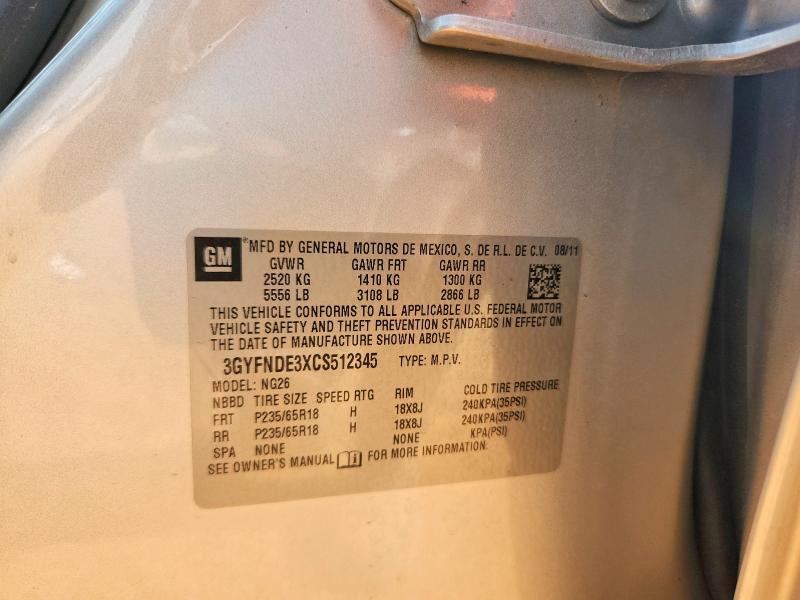 GM
® MFD BY GENERAL MOTORS DE MEXICO, S. DE R.L. DE C.V. 08/11
GVWR GAWR FRT GAWR RR
2520 KG 1410 KG 1300 KG
5556 LB 3108 LB 2866 LB
THIS VEHICLE CONFORMS TO ALL APPLICABLE U.S. FEDERAL MOTOR
VEHICLE SAFETY AND THEFT PREVENTION STANDARDS IN EFFECT ON
THE DATE OF MANUFACTURE SHOWN ABOVE.
3GYFNDE3XCS512345 TYPE: M.P.V.
MODEL: NG26
NBBD TIRE SIZE SPEED RTG RIM COLD TIRE PRESSURE
FRT P235/65R18 H 18X8J 240KPA(35PSI)
RR P235/65R18 H 18X8J 240KPA(35PSI)
SPA NONE NONE KPA(PSI)
SEE OWNER'S MANUAL FOR MORE INFORMATION.